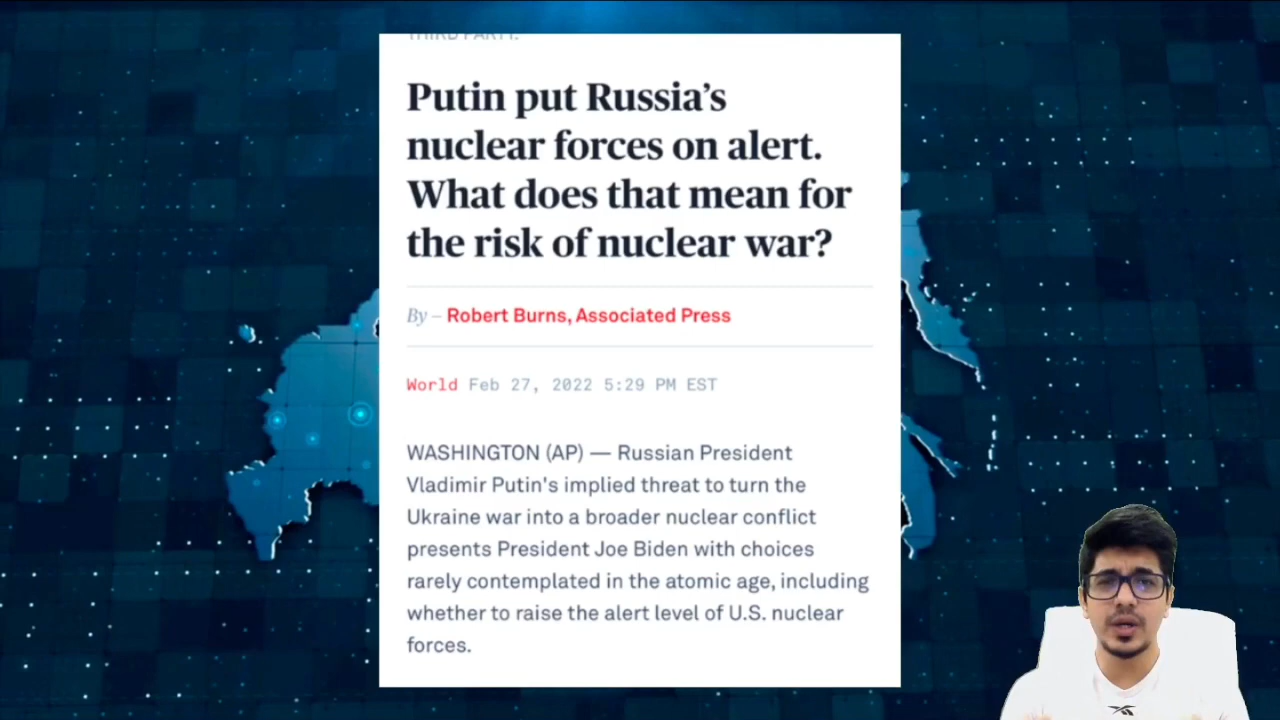 THIRD PARTY.
Putin put Russia’s
nuclear forces on alert.
What does that mean for
the risk of nuclear war?
By – Robert Burns, Associated Press
World Feb 27, 2022 5:29 PM EST
WASHINGTON (AP) — Russian President
Vladimir Putin's implied threat to turn the
Ukraine war into a broader nuclear conflict
presents President Joe Biden with choices
rarely contemplated in the atomic age, including
whether to raise the alert level of U.S. nuclear
forces.